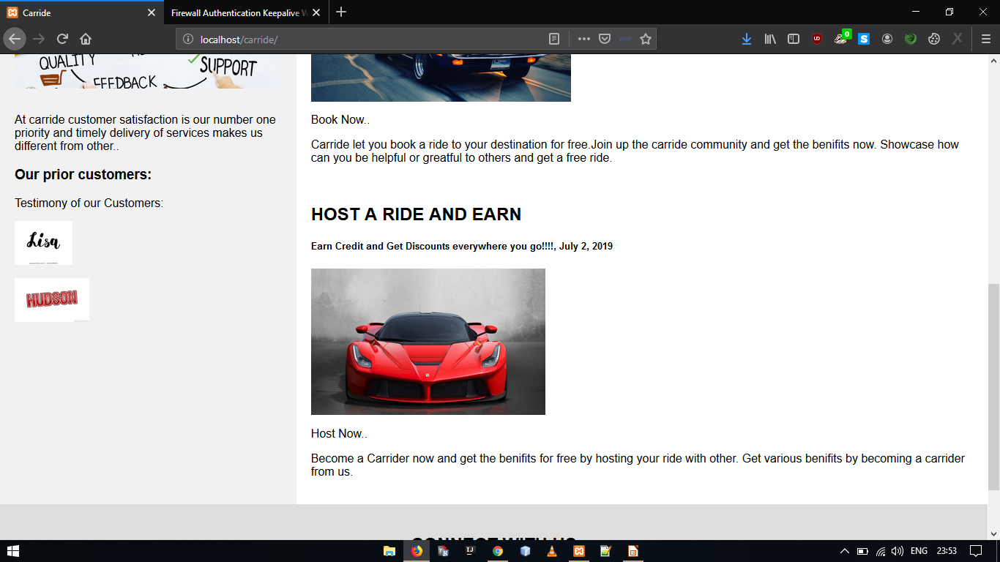 Carride
Firewall Authentication Keepalive W
localhost/carride/
0
QUALITY
SUPPORT
FEEDBACK
At carride customer satisfaction is our number one
priority and timely delivery of services makes us
different from other..
Our prior customers:
Testimony of our Customers:
Lisa
HUDSON
Book Now..
Carride let you book a ride to your destination for free.Join up the carride community and get the benifits now. Showcase how
can you be helpful or greatful to others and get a free ride.
HOST A RIDE AND EARN
Earn Credit and Get Discounts everywhere you go!!!!, July 2, 2019
Host Now..
Become a Carrider now and get the benifits for free by hosting your ride with other. Get various benifits by becoming a carrider
from us.
CONNECT WITH US
ENG
23:53